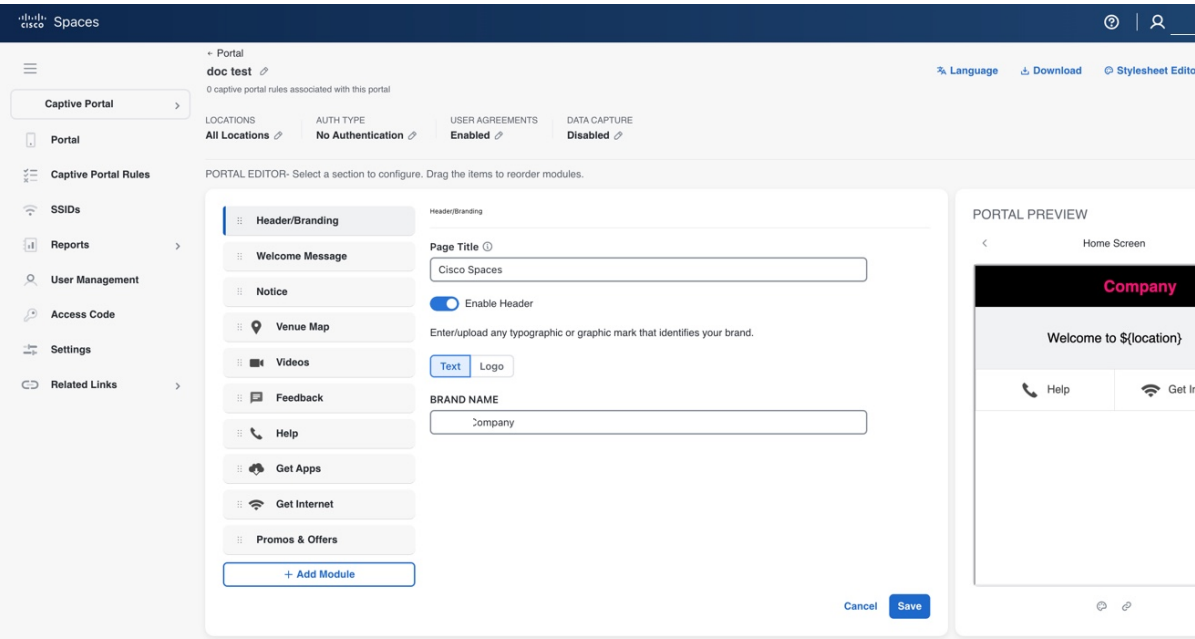 cisco Spaces
← Portal
doc test
0 captive portal rules associated with this portal
Language Download Stylesheet Edito
Captive Portal
Portal
Captive Portal Rules
SSIDs
Reports
User Management
Access Code
Settings
Related Links
LOCATIONS AUTH TYPE USER AGREEMENTS DATA CAPTURE
All Locations No Authentication Enabled Disabled
PORTAL EDITOR- Select a section to configure. Drag the items to reorder modules.
Header/Branding
Welcome Message
Notice
Venue Map
Videos
Feedback
Help
Get Apps
Get Internet
Promos & Offers
+ Add Module
Header/Branding
Page Title
Cisco Spaces
Enable Header
Enter/upload any typographic or graphic mark that identifies your brand.
Text Logo
BRAND NAME
Company
Cancel Save
PORTAL PREVIEW
Home Screen
Company
Welcome to ${location}
Help Get In